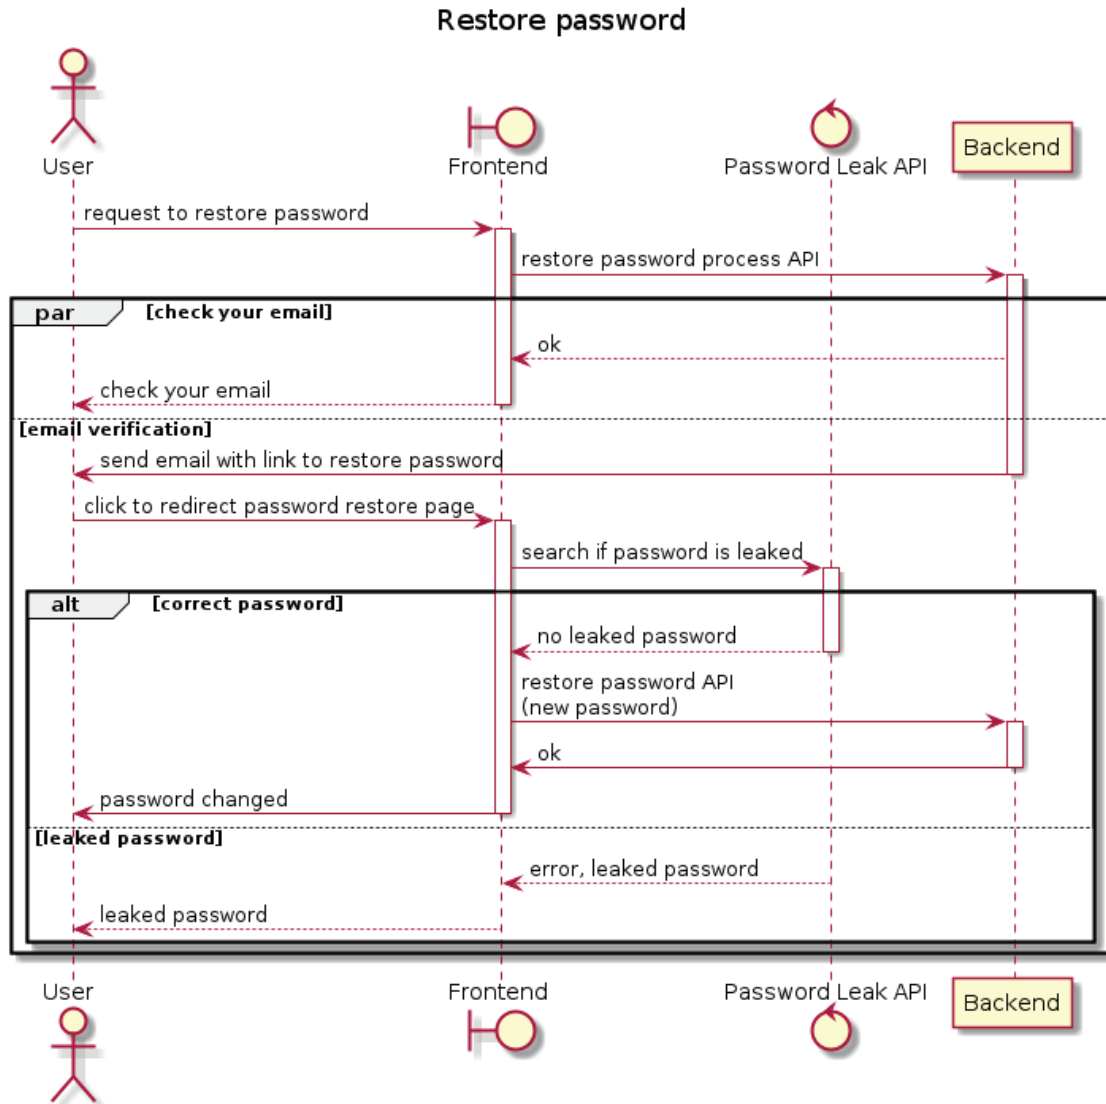 Restore password
User
Frontend
Password Leak API
Backend
request to restore password
restore password process API
par
[check your email]
ok
check your email
[email verification]
send email with link to restore password
click to redirect password restore page
search if password is leaked
alt
[correct password]
no leaked password
restore password API
(new password)
ok
password changed
[leaked password]
error, leaked password
leaked password
User
Frontend
Password Leak API
Backend